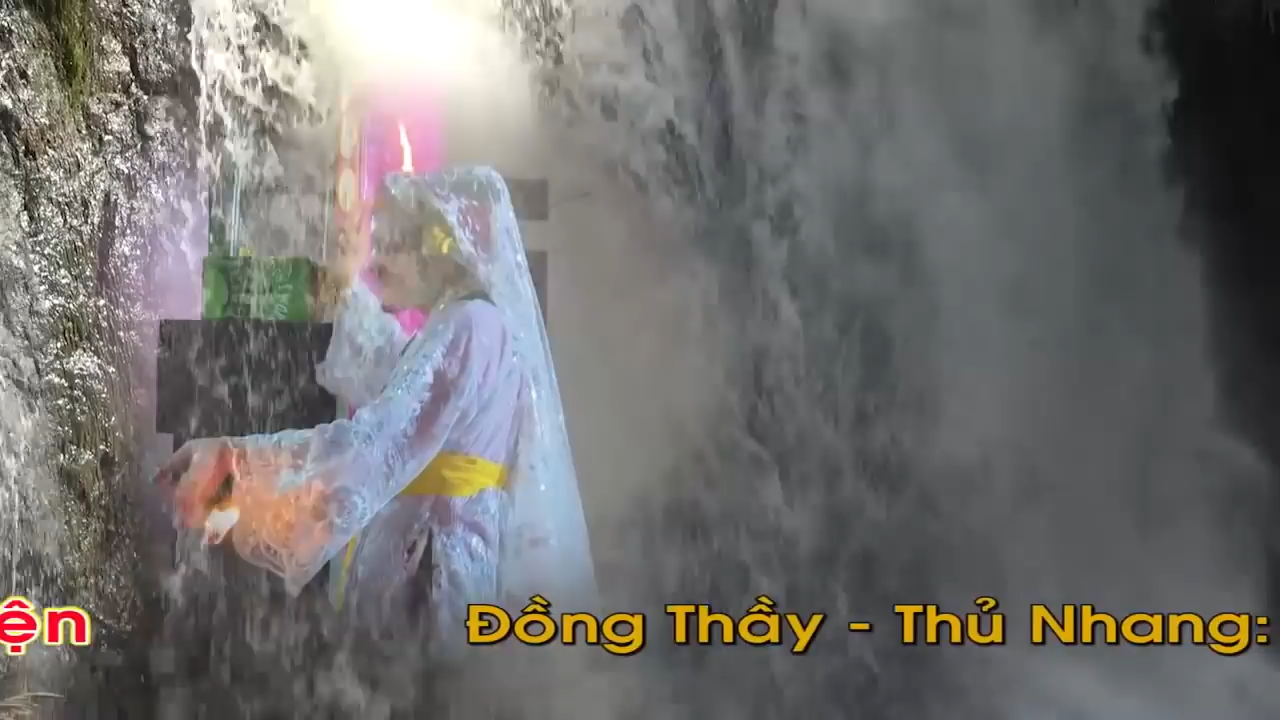 ện Đồng Thầy - Thủ Nhang: